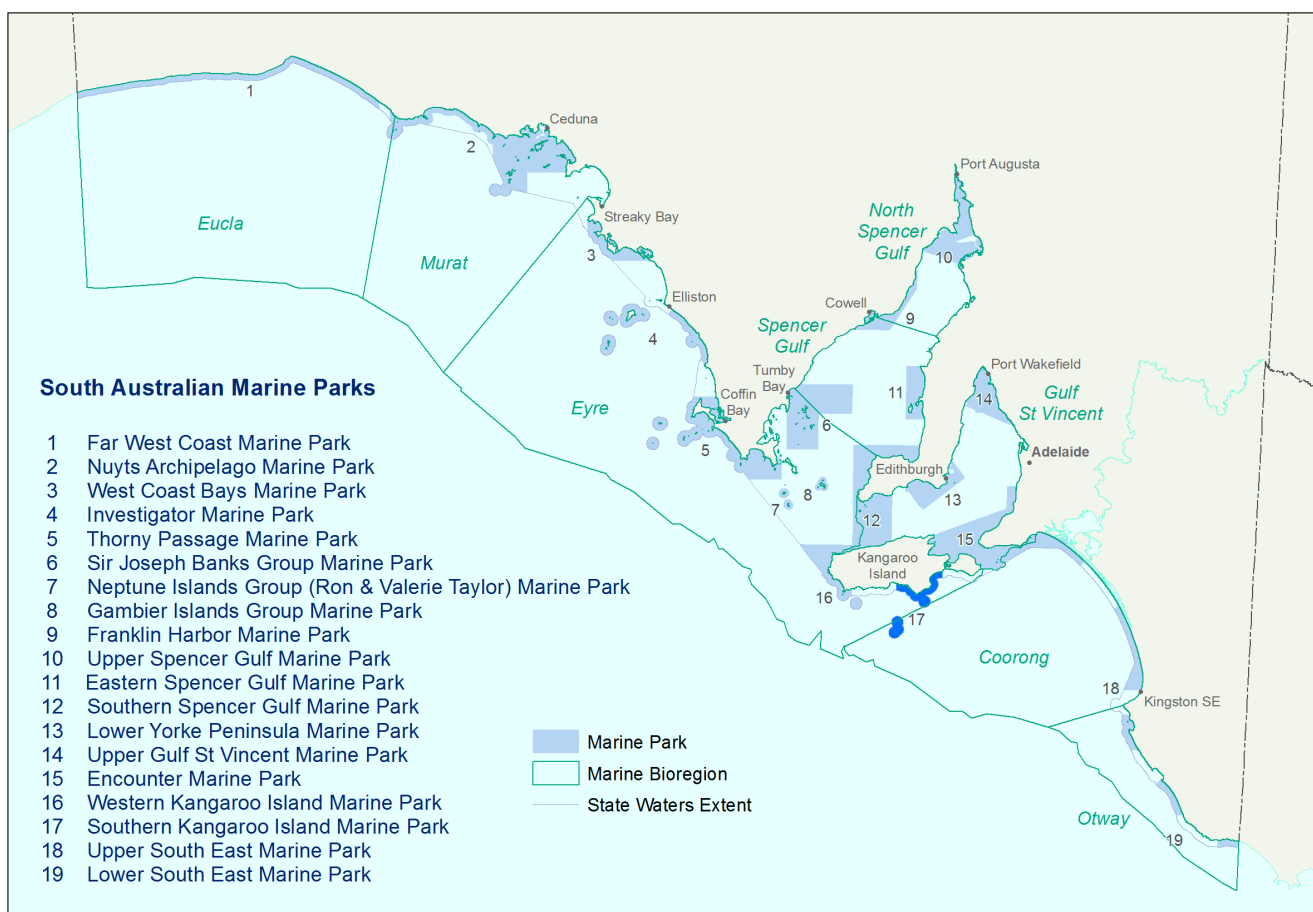 1
Ceduna
2
Port Augusta
Streaky Bay
North
Spencer
Gulf
Eucla
3
10
Murat
Elliston
Cowell
9
Spencer
Gulf
4
Port Wakefield
Tumby
Bay
11
14
Gulf
St Vincent
South Australian Marine Parks
Coffin
Bay
Eyre
6
5
Adelaide
Edithburgh
8
13
7
12
15
Kangaroo
Island
16
17
Coorong
18
Kingston SE
Otway
19
1 Far West Coast Marine Park
2 Nuyts Archipelago Marine Park
3 West Coast Bays Marine Park
4 Investigator Marine Park
5 Thorny Passage Marine Park
6 Sir Joseph Banks Group Marine Park
7 Neptune Islands Group (Ron & Valerie Taylor) Marine Park
8 Gambier Islands Group Marine Park
9 Franklin Harbor Marine Park
10 Upper Spencer Gulf Marine Park
11 Eastern Spencer Gulf Marine Park
12 Southern Spencer Gulf Marine Park
13 Lower Yorke Peninsula Marine Park
14 Upper Gulf St Vincent Marine Park
15 Encounter Marine Park
16 Western Kangaroo Island Marine Park
17 Southern Kangaroo Island Marine Park
18 Upper South East Marine Park
19 Lower South East Marine Park
Marine Park
Marine Bioregion
State Waters Extent